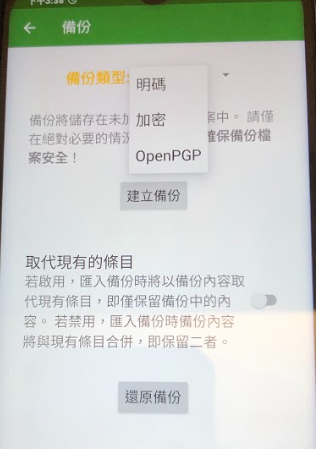 下午3:38
備份
備份類型:
明碼
加密
OpenPGP
備份將儲存在未加 案中。 請僅
在絕對必要的情況 確保備份檔
案安全！
建立備份
取代現有的條目
若啟用，匯入備份時將以備份內容取
代現有條目，即僅保留備份中的內
容。 若禁用，匯入備份時備份內容
將與現有條目合併，即保留二者。
還原備份